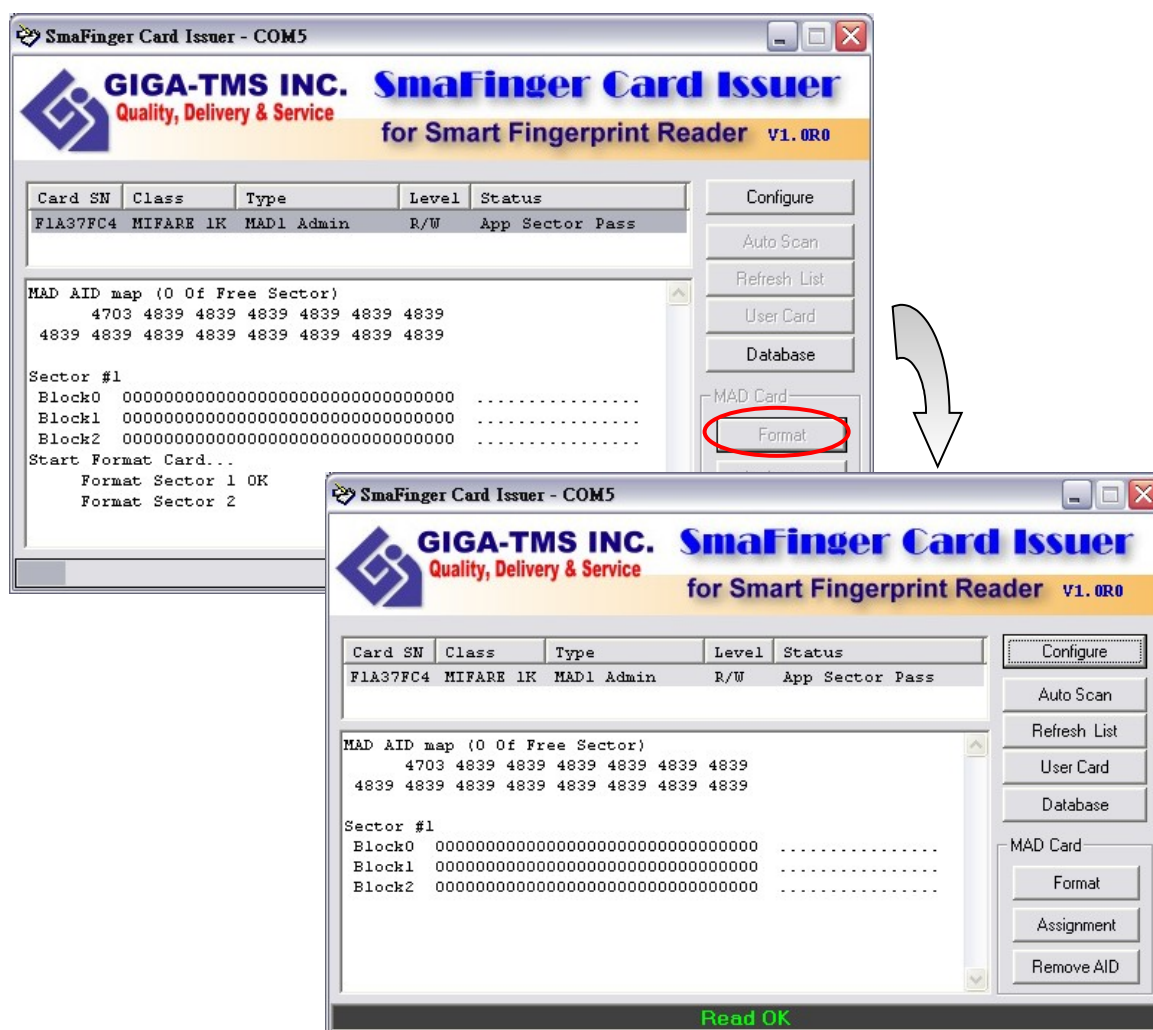 SmaFinger Card Issuer - COM5
GIGA-TMS INC.
Quality, Delivery & Service
SmaFinger Card Issuer
for Smart Fingerprint Reader V1.0R0
Card SN Class Type Level Status
F1A37FC4 MIFARE 1K MAD1 Admin R/W App Sector Pass
MAD AID map (0 Of Free Sector)
4703 4839 4839 4839 4839 4839 4839
4839 4839 4839 4839 4839 4839 4839 4839
Sector #1
Block0 00000000000000000000000000000000 ................
Block1 00000000000000000000000000000000 ................
Block2 00000000000000000000000000000000 ................
Start Format Card...
Format Sector 1 OK
Format Sector 2
Configure
Auto Scan
Refresh List
User Card
Database
MAD Card
Format
SmaFinger Card Issuer - COM5
GIGA-TMS INC.
Quality, Delivery & Service
SmaFinger Card Issuer
for Smart Fingerprint Reader V1.0R0
Card SN Class Type Level Status
F1A37FC4 MIFARE 1K MAD1 Admin R/W App Sector Pass
MAD AID map (0 Of Free Sector)
4703 4839 4839 4839 4839 4839 4839
4839 4839 4839 4839 4839 4839 4839 4839
Sector #1
Block0 00000000000000000000000000000000 ................
Block1 00000000000000000000000000000000 ................
Block2 00000000000000000000000000000000 ................
Configure
Auto Scan
Refresh List
User Card
Database
MAD Card
Format
Assignment
Remove AID
Read OK